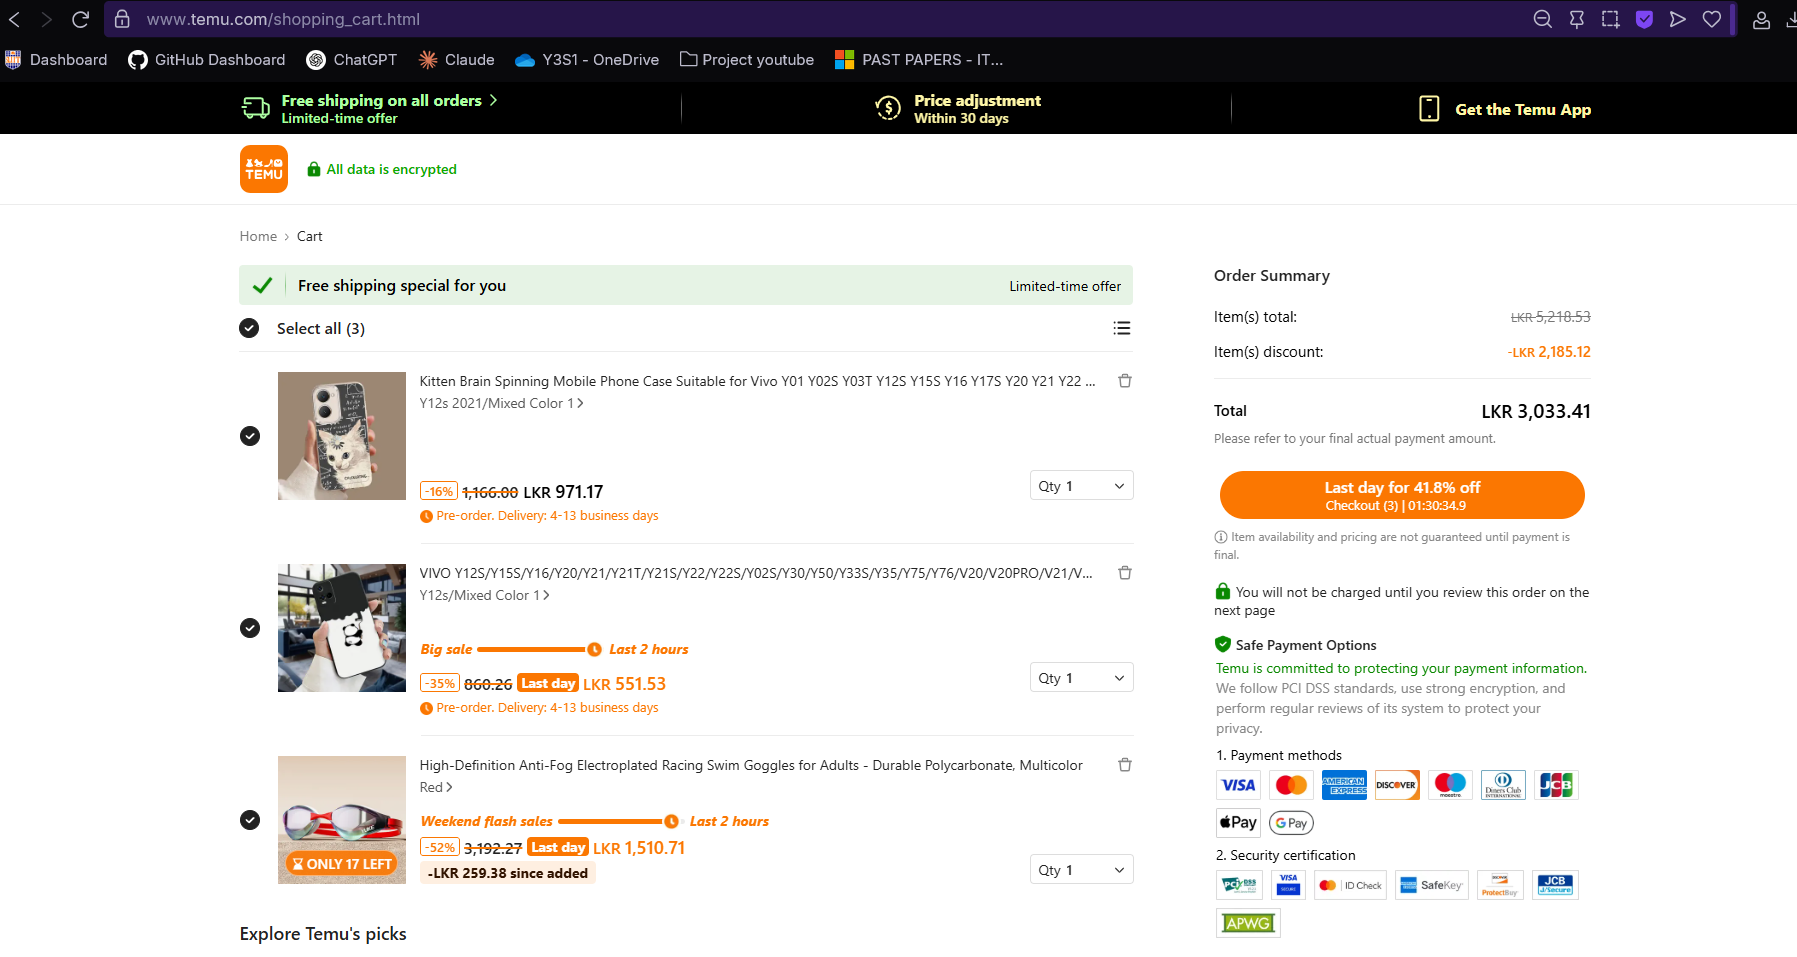 www.temu.com/shopping_cart.html
Dashboard
GitHub Dashboard
ChatGPT
Claude
Y3S1 - OneDrive
Project youtube
PAST PAPERS - IT...
Free shipping on all orders
Limited-time offer
Price adjustment
Within 30 days
Get the Temu App
TEMU
All data is encrypted
Home › Cart
Free shipping special for you
Limited-time offer
Select all (3)
Kitten Brain Spinning Mobile Phone Case Suitable for Vivo Y01 Y02S Y03T Y12S Y15S Y16 Y17S Y20 Y21 Y22 ...
Y12s 2021/Mixed Color 1
-16% 1,166.00 LKR 971.17
Qty 1
Pre-order. Delivery: 4-13 business days
VIVO Y12S/Y15S/Y16/Y20/Y21/Y21T/Y21S/Y22/Y22S/Y02S/Y30/Y50/Y33S/Y35/Y75/Y76/V20/V20PRO/V21/V...
Y12s/Mixed Color 1
Big sale Last 2 hours
-35% 860.26 Last day LKR 551.53
Qty 1
Pre-order. Delivery: 4-13 business days
High-Definition Anti-Fog Electroplated Racing Swim Goggles for Adults - Durable Polycarbonate, Multicolor
Red
Weekend flash sales Last 2 hours
-52% 3,192.27 Last day LKR 1,510.71
ONLY 17 LEFT
-LKR 259.38 since added
Qty 1
Explore Temu's picks
Order Summary
Item(s) total: LKR 5,218.53
Item(s) discount: -LKR 2,185.12
Total LKR 3,033.41
Please refer to your final actual payment amount.
Last day for 41.8% off
Checkout (3) | 01:30:34.9
Item availability and pricing are not guaranteed until payment is
final.
You will not be charged until you review this order on the
next page
Safe Payment Options
Temu is committed to protecting your payment information.
We follow PCI DSS standards, use strong encryption, and
perform regular reviews of its system to protect your
privacy.
1. Payment methods
VISA
AMERICAN EXPRESS
DISCOVER
maestro
Diners Club
INTERNATIONAL
JCB
Pay
G Pay
2. Security certification
PCI DSS
VISA
SECURE
ID Check
SafeKey
ProtectBuy
JCB
J/Secure
APWG